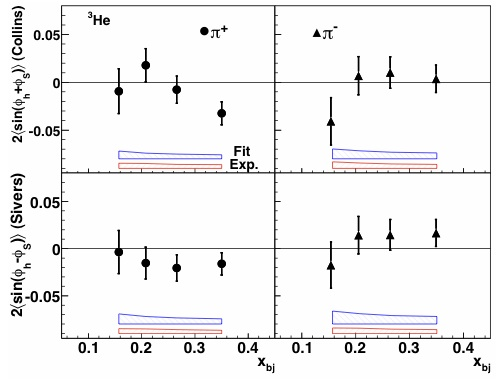 ³He
π⁺
π⁻
2⟨sin(ϕh+ϕS)⟩ (Collins)
0.05
0
-0.05
Fit
Exp.
2⟨sin(ϕh-ϕS)⟩ (Sivers)
0.05
0
-0.05
0.1 0.2 0.3 0.4 0.1 0.2 0.3 0.4
xbj xbj